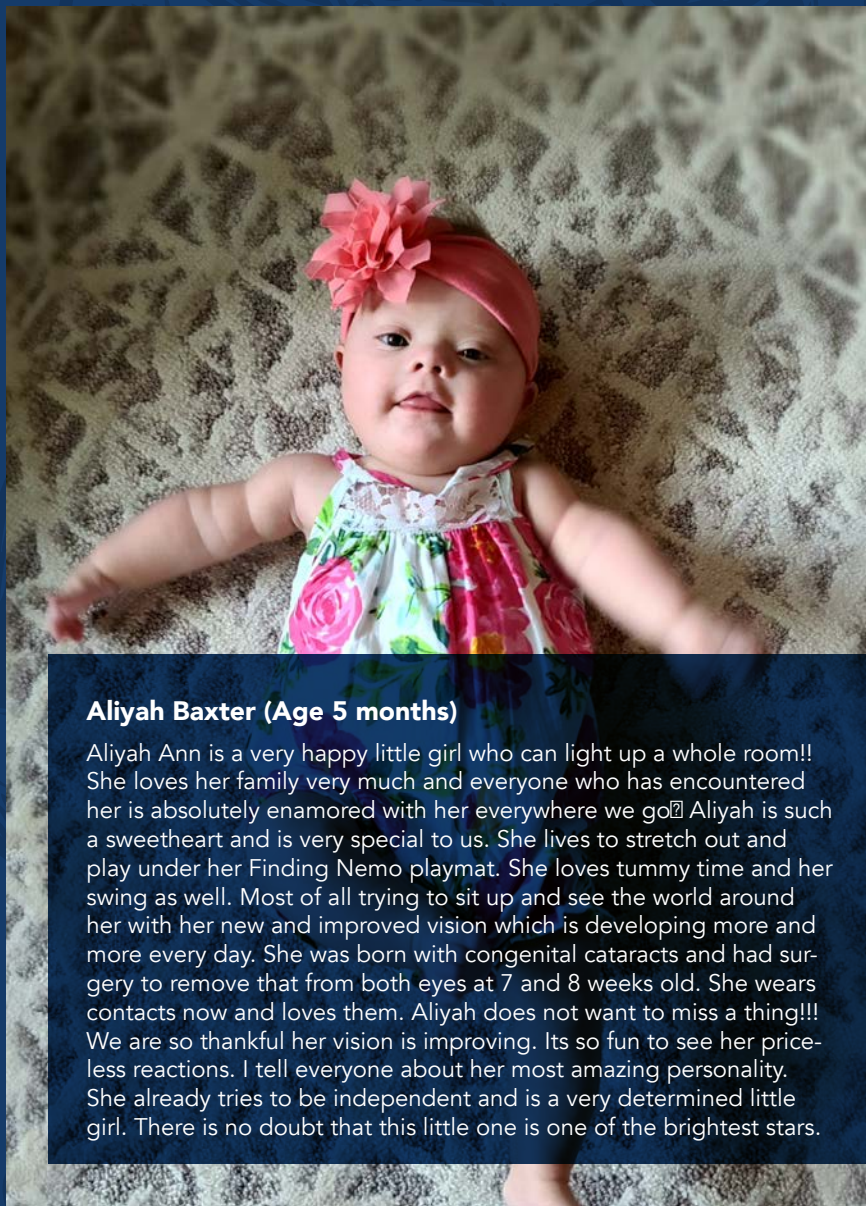 Aliyah Baxter (Age 5 months)
Aliyah Ann is a very happy little girl who can light up a whole room!!
She loves her family very much and everyone who has encountered
her is absolutely enamored with her everywhere we go⍰ Aliyah is such
a sweetheart and is very special to us. She lives to stretch out and
play under her Finding Nemo playmat. She loves tummy time and her
swing as well. Most of all trying to sit up and see the world around
her with her new and improved vision which is developing more and
more every day. She was born with congenital cataracts and had sur-
gery to remove that from both eyes at 7 and 8 weeks old. She wears
contacts now and loves them. Aliyah does not want to miss a thing!!!
We are so thankful her vision is improving. Its so fun to see her price-
less reactions. I tell everyone about her most amazing personality.
She already tries to be independent and is a very determined little
girl. There is no doubt that this little one is one of the brightest stars.